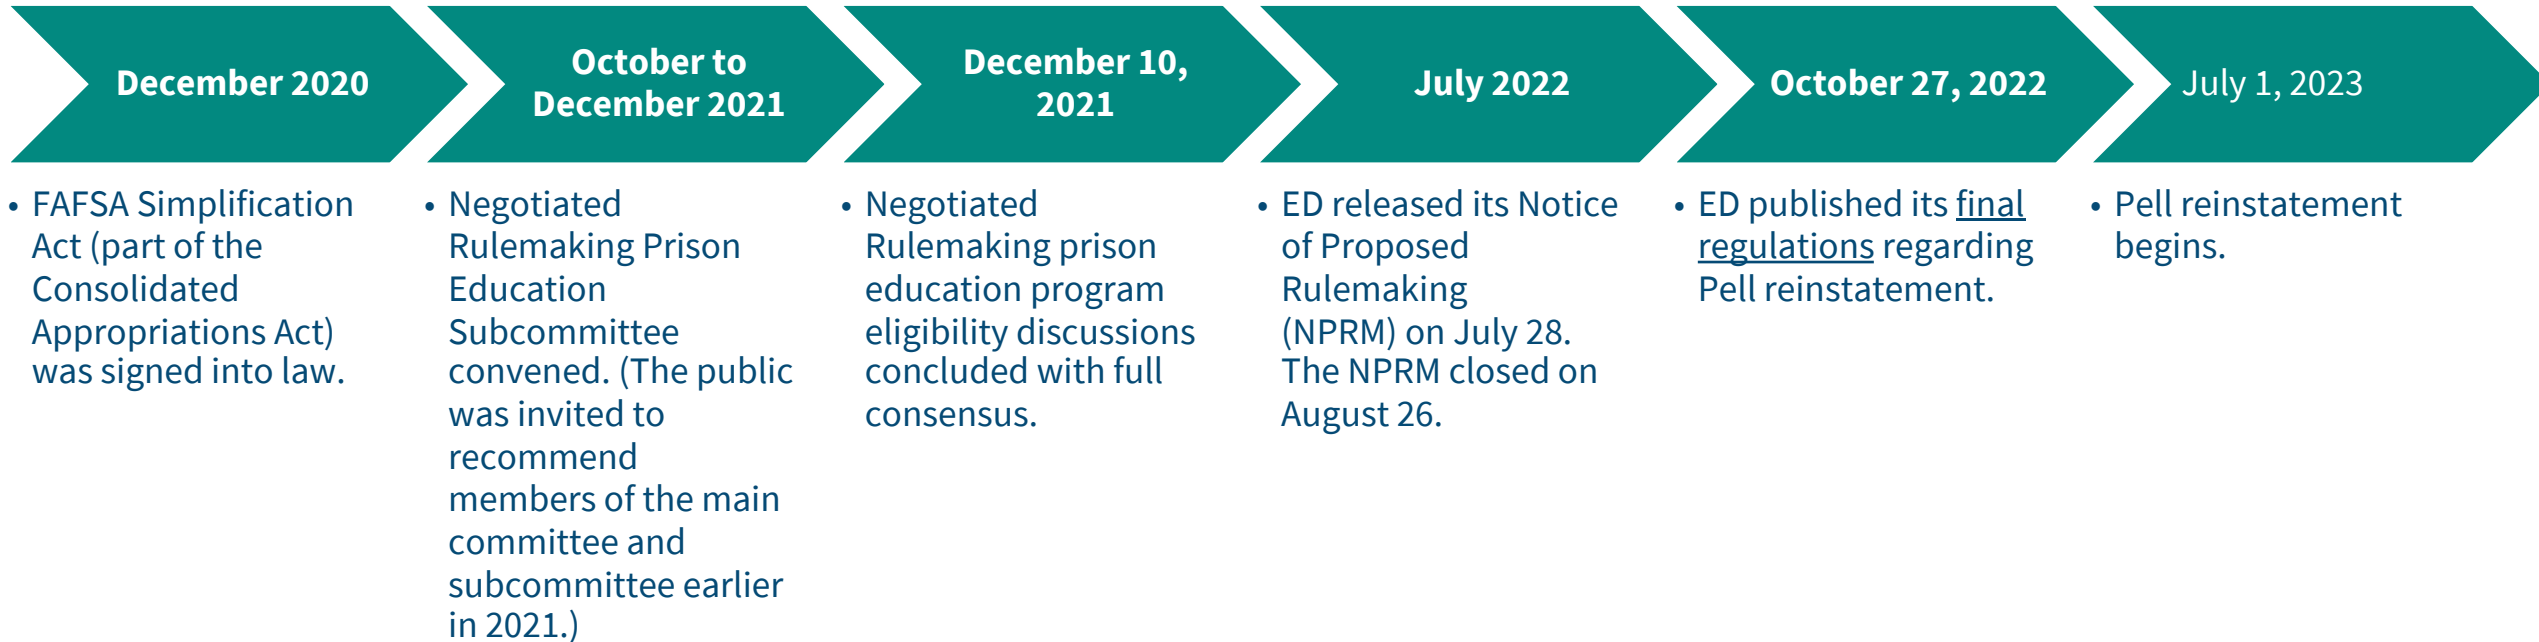 December 2020
October to
December 2021
December 10,
2021
July 2022
October 27, 2022
July 1, 2023
• FAFSA Simplification
Act (part of the
Consolidated
Appropriations Act)
was signed into law.
• Negotiated
Rulemaking Prison
Education
Subcommittee
convened. (The public
was invited to
recommend
members of the main
committee and
subcommittee earlier
in 2021.)
• Negotiated
Rulemaking prison
education program
eligibility discussions
concluded with full
consensus.
• ED released its Notice
of Proposed
Rulemaking
(NPRM) on July 28.
The NPRM closed on
August 26.
• ED published its final
regulations regarding
Pell reinstatement.
• Pell reinstatement
begins.